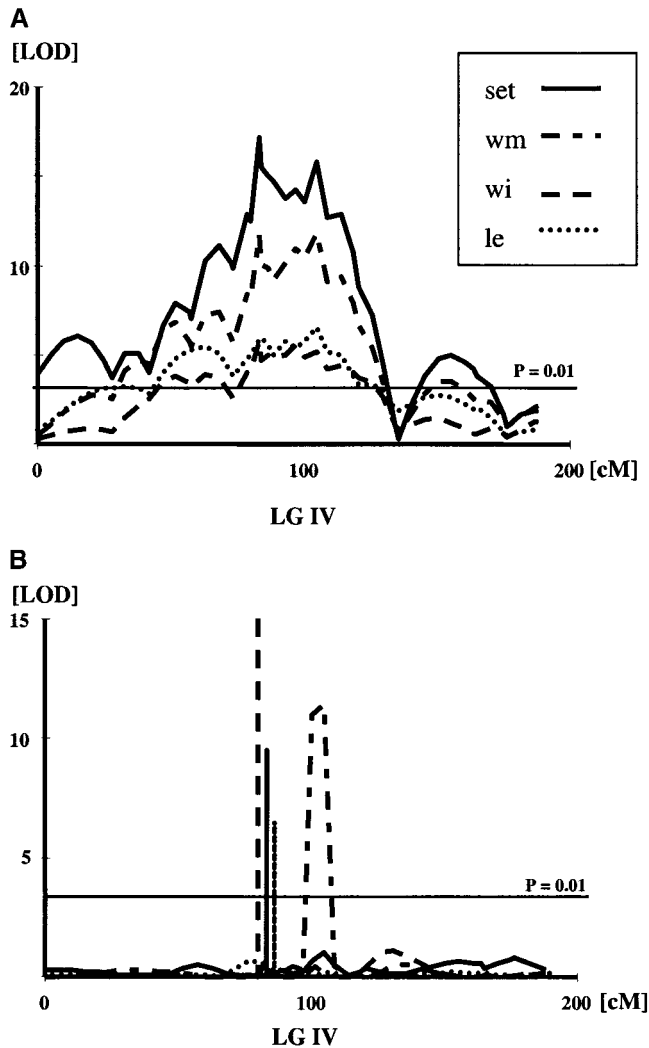 A
[LOD]
20
set
wm
wi
le
10
P = 0.01
0
100
200 [cM]
LG IV
B
[LOD]
15
10
5
P = 0.01
0
100
200 [cM]
LG IV